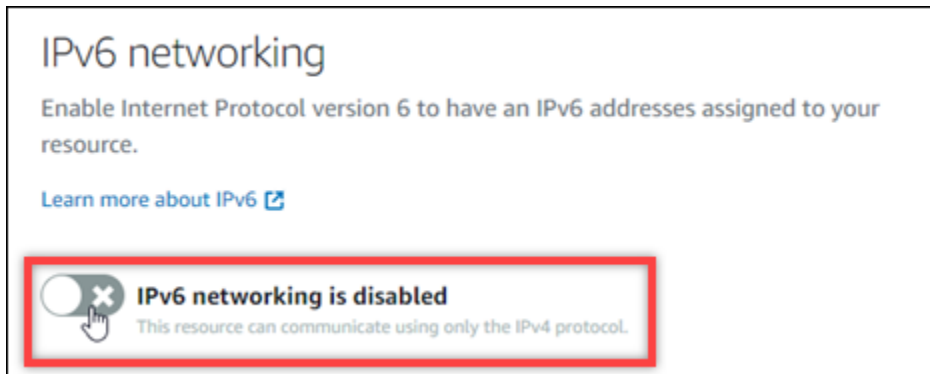 IPv6 networking
Enable Internet Protocol version 6 to have an IPv6 addresses assigned to your
resource.
Learn more about IPv6
IPv6 networking is disabled
This resource can communicate using only the IPv4 protocol.